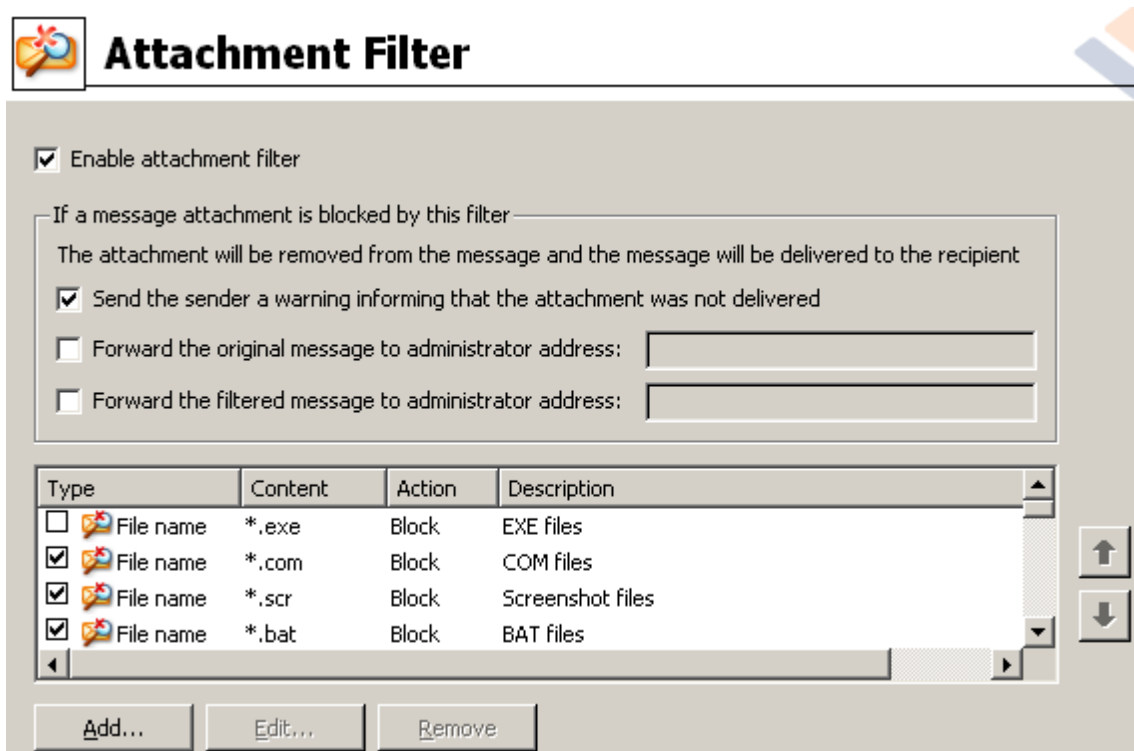 Attachment Filter
Enable attachment filter
If a message attachment is blocked by this filter
The attachment will be removed from the message and the message will be delivered to the recipient
Send the sender a warning informing that the attachment was not delivered
Forward the original message to administrator address:
Forward the filtered message to administrator address:
Type Content Action Description
File name *.exe Block EXE files
File name *.com Block COM files
File name *.scr Block Screenshot files
File name *.bat Block BAT files
Add... Edit... Remove